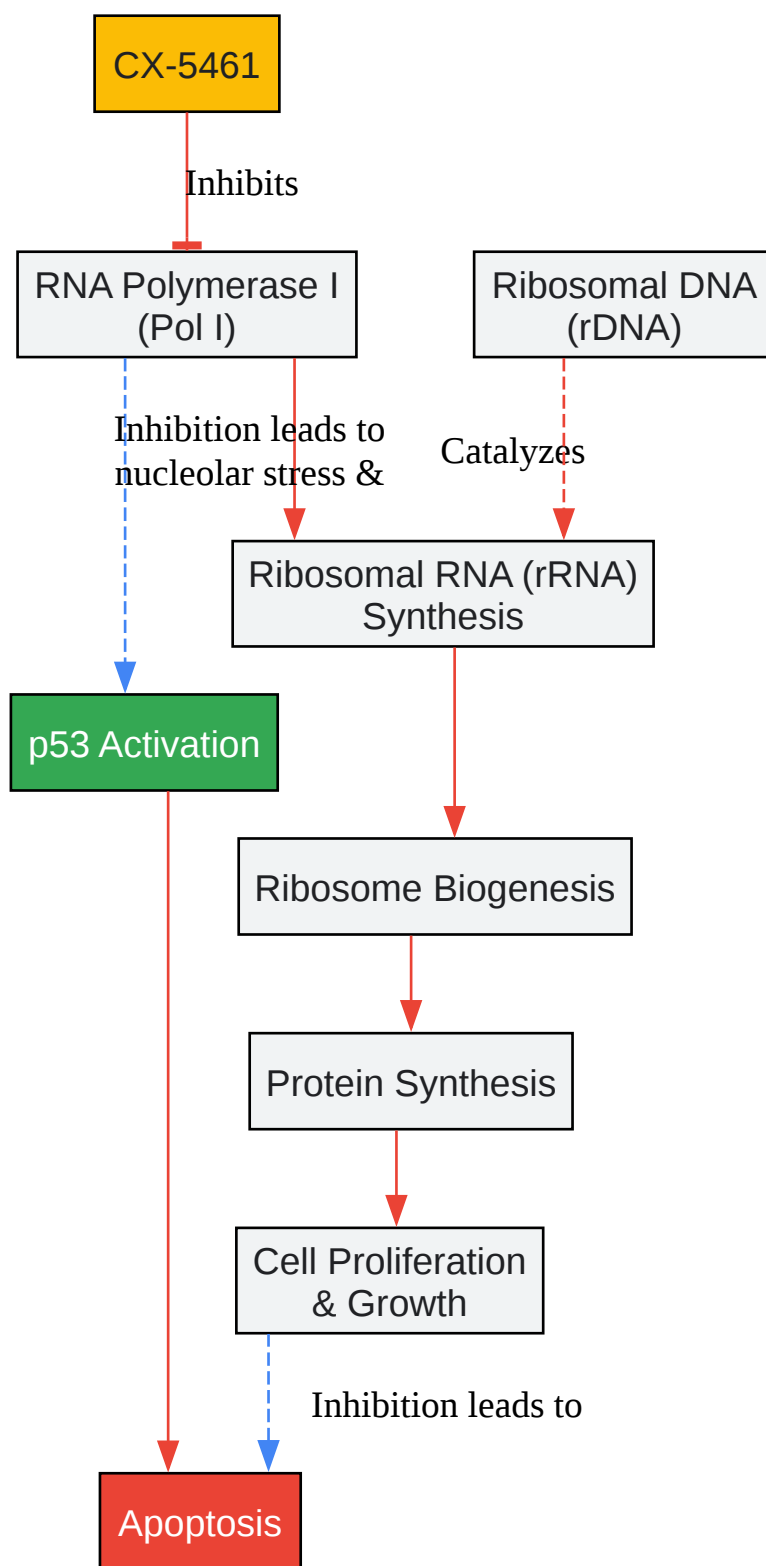 CX-5461
Inhibits
RNA Polymerase I
(Pol I)
Ribosomal DNA
(rDNA)
Inhibition leads to
nucleolar stress &
Catalyzes
Ribosomal RNA (rRNA)
Synthesis
p53 Activation
Ribosome Biogenesis
Protein Synthesis
Cell Proliferation
& Growth
Inhibition leads to
Apoptosis